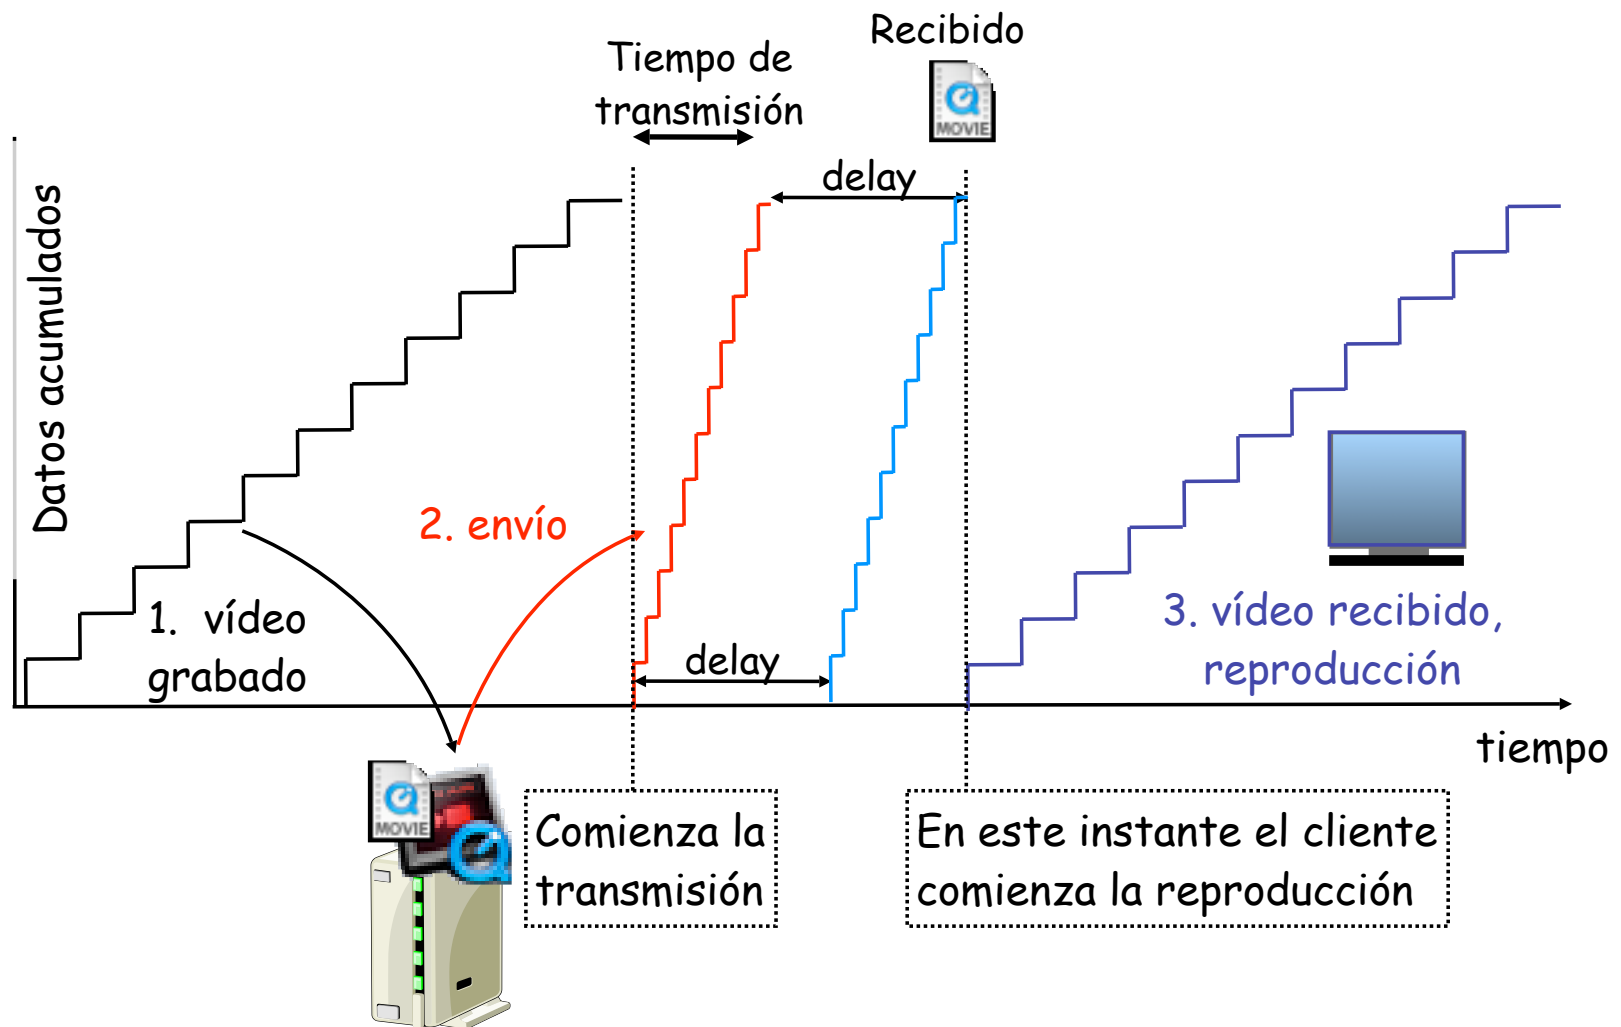 Recibido
Tiempo de
transmisión
MOVIE
delay
Datos acumulados
2. envío
1. vídeo
grabado
delay
3. vídeo recibido,
reproducción
tiempo
MOVIE
Comienza la
transmisión
En este instante el cliente
comienza la reproducción